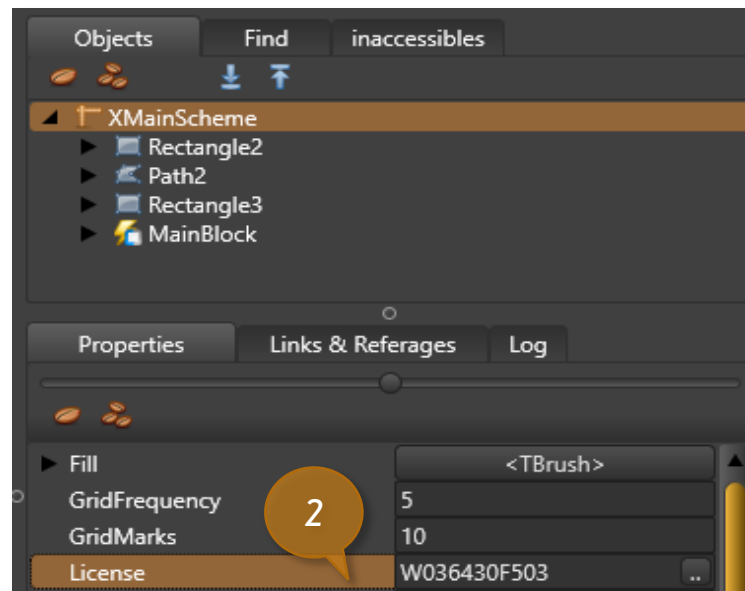 Objects Find inaccessibles
XMainScheme
Rectangle2
Path2
Rectangle3
MainBlock
Properties Links & Referages Log
Fill <TBrush>
GridFrequency 5
2
GridMarks 10
License W036430F503 ..